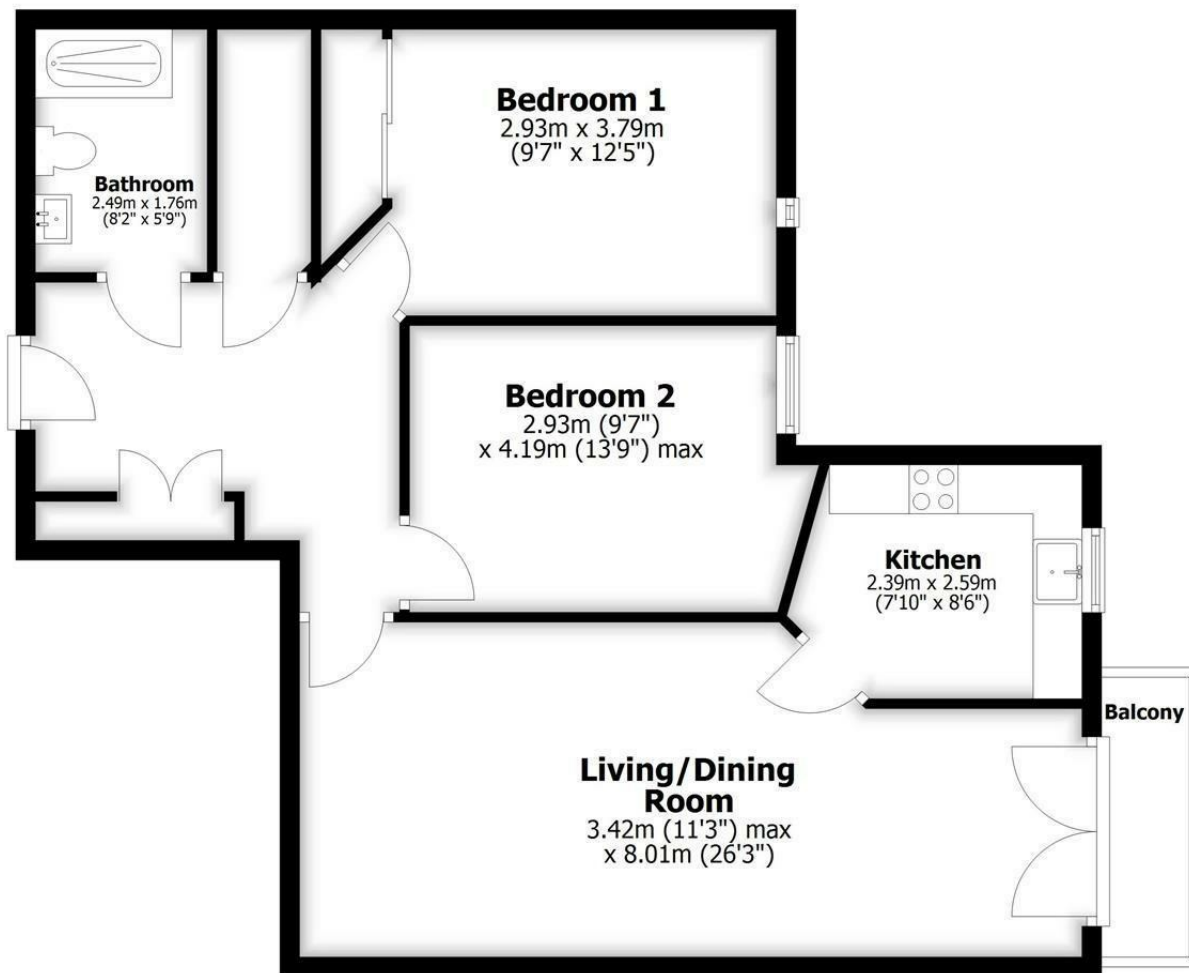 Bedroom 1
2.93m x 3.79m
(9'7" x 12'5")
Bathroom
2.49m x 1.76m
(8'2" x 5'9")
Bedroom 2
2.93m (9'7")
x 4.19m (13'9") max
Kitchen
2.39m x 2.59m
(7'10" x 8'6")
Balcony
Living/Dining
Room
3.42m (11'3") max
x 8.01m (26'3")